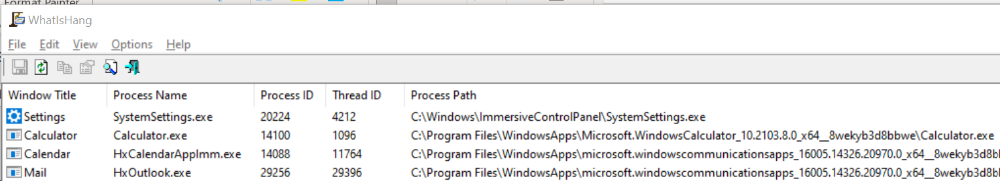 Format Painter
WhatIsHang
File Edit View Options Help
Window Title Process Name Process ID Thread ID Process Path
Settings SystemSettings.exe 20224 4212 C:\Windows\ImmersiveControlPanel\SystemSettings.exe
Calculator Calculator.exe 14100 1096 C:\Program Files\WindowsApps\Microsoft.WindowsCalculator_10.2103.8.0_x64__8wekyb3d8bbwe\Calculator.exe
Calendar HxCalendarAppImm.exe 14088 11764 C:\Program Files\WindowsApps\microsoft.windowscommunicationsapps_16005.14326.20970.0_x64__8wekyb3d8b
Mail HxOutlook.exe 29256 29396 C:\Program Files\WindowsApps\microsoft.windowscommunicationsapps_16005.14326.20970.0_x64__8wekyb3d8b